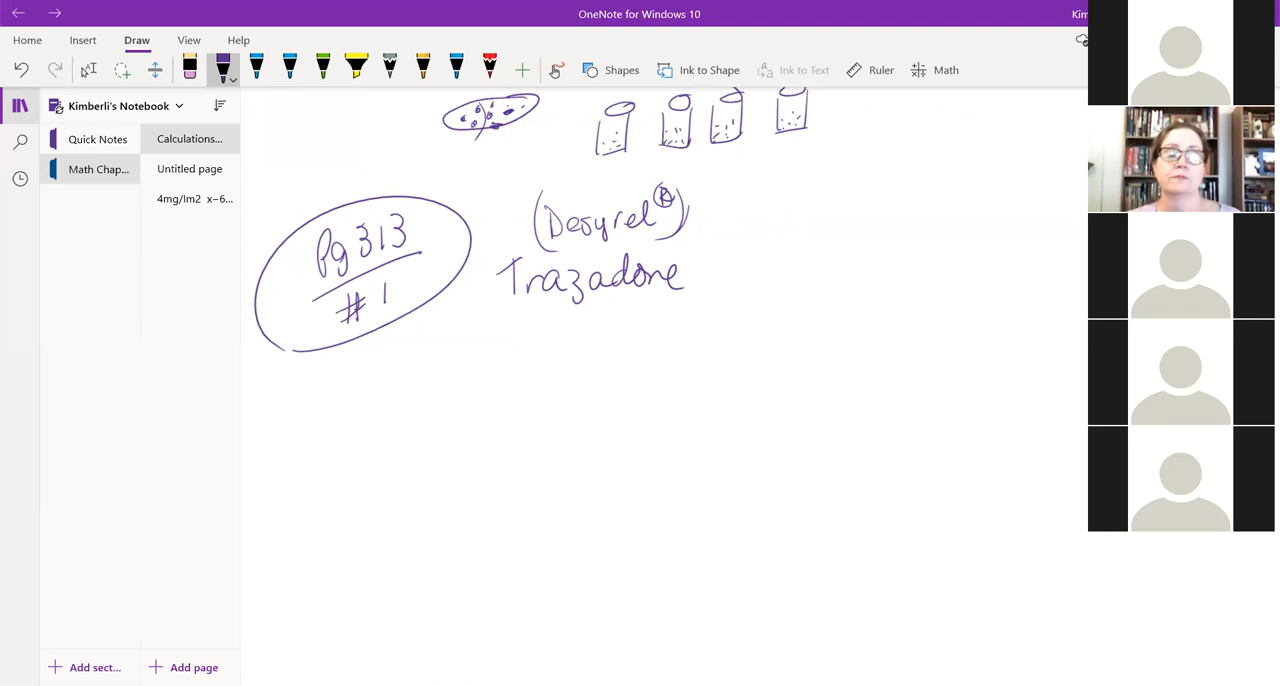 OneNote for Windows 10
Kim
Home
Insert
Draw
View
Help
Shapes
Ink to Shape
Ink to Text
Ruler
Math
Kimberli's Notebook
Quick Notes
Calculations...
Math Chap...
Untitled page
4mg/Im2 x-6...
Pg 313
# 1
(Desyrel®)
Trazadone
Add sect...
Add page